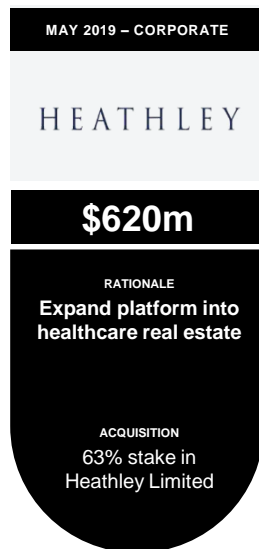 MAY 2019 – CORPORATE
HEATHLEY
$620m
RATIONALE
Expand platform into
healthcare real estate
ACQUISITION
63% stake in
Heathley Limited